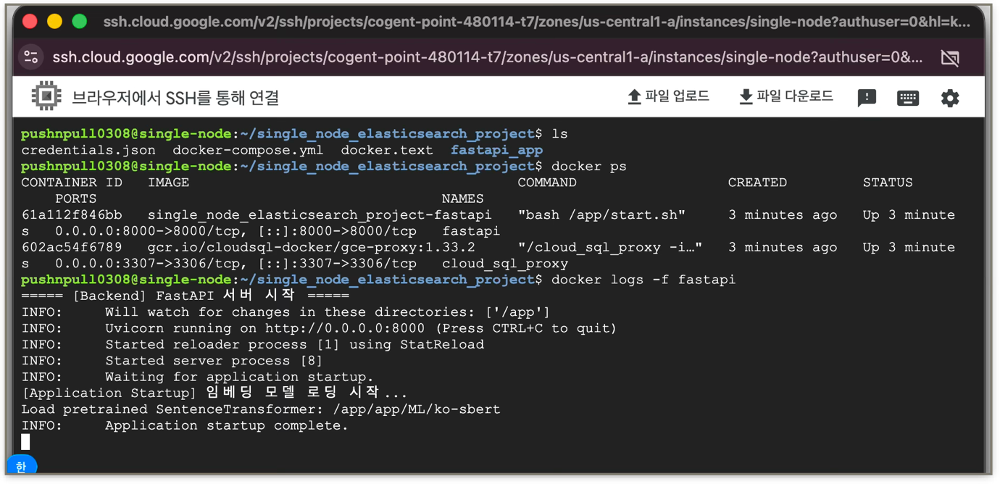 ssh.cloud.google.com/v2/ssh/projects/cogent-point-480114-t7/zones/us-central1-a/instances/single-node?authuser=0&hl=k...
ssh.cloud.google.com/v2/ssh/projects/cogent-point-480114-t7/zones/us-central1-a/instances/single-node?authuser=0&...
브라우저에서 SSH를 통해 연결 파일 업로드 파일 다운로드
pushnpull0308@single-node:~/single_node_elasticsearch_project$ ls
credentials.json  docker-compose.yml  docker.text  fastapi_app
pushnpull0308@single-node:~/single_node_elasticsearch_project$ docker ps
CONTAINER ID   IMAGE                                       COMMAND                  CREATED         STATUS
    PORTS                                         NAMES
61a112f846bb   single_node_elasticsearch_project-fastapi   "bash /app/start.sh"     3 minutes ago   Up 3 minute
s   0.0.0.0:8000->8000/tcp, [::]:8000->8000/tcp   fastapi
602ac54f6789   gcr.io/cloudsql-docker/gce-proxy:1.33.2     "/cloud_sql_proxy -i…"   3 minutes ago   Up 3 minute
s   0.0.0.0:3307->3306/tcp, [::]:3307->3306/tcp   cloud_sql_proxy
pushnpull0308@single-node:~/single_node_elasticsearch_project$ docker logs -f fastapi
===== [Backend] FastAPI 서버 시작 =====
INFO:     Will watch for changes in these directories: ['/app']
INFO:     Uvicorn running on http://0.0.0.0:8000 (Press CTRL+C to quit)
INFO:     Started reloader process [1] using StatReload
INFO:     Started server process [8]
INFO:     Waiting for application startup.
[Application Startup] 임베딩 모델 로딩 시작...
Load pretrained SentenceTransformer: /app/app/ML/ko-sbert
INFO:     Application startup complete.
한